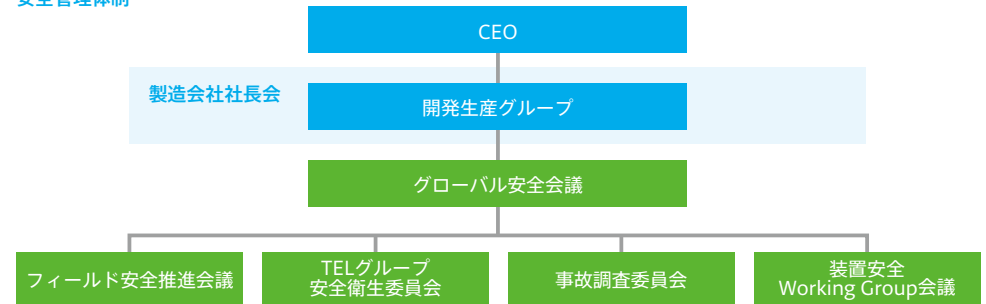 安全管理体制
CEO
製造会社社長会
開発生産グループ
グローバル安全会議
フィールド安全推進会議
TELグループ
安全衛生委員会
事故調査委員会
装置安全
Working Group会議